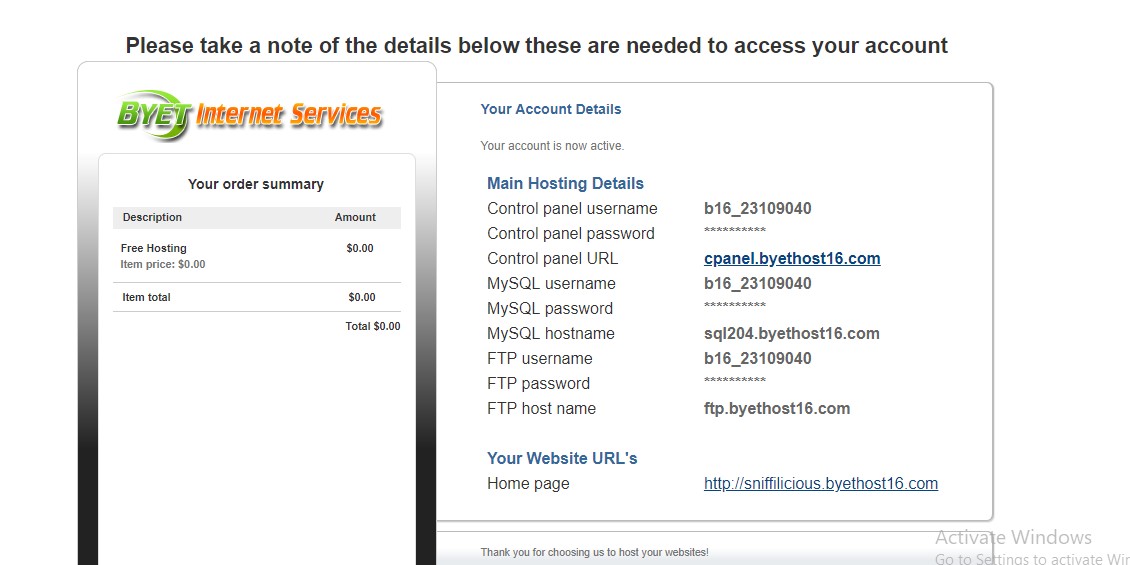 Please take a note of the details below these are needed to access your account
BYET Internet Services
Your order summary
Description Amount
Free Hosting $0.00
Item price: $0.00
Item total $0.00
Total $0.00
Your Account Details
Your account is now active.
Main Hosting Details
Control panel username b16_23109040
Control panel password **********
Control panel URL cpanel.byethost16.com
MySQL username b16_23109040
MySQL password **********
MySQL hostname sql204.byethost16.com
FTP username b16_23109040
FTP password **********
FTP host name ftp.byethost16.com
Your Website URL's
Home page http://sniffilicious.byethost16.com
Thank you for choosing us to host your websites!
Activate Windows
Go to Settings to activate Wir